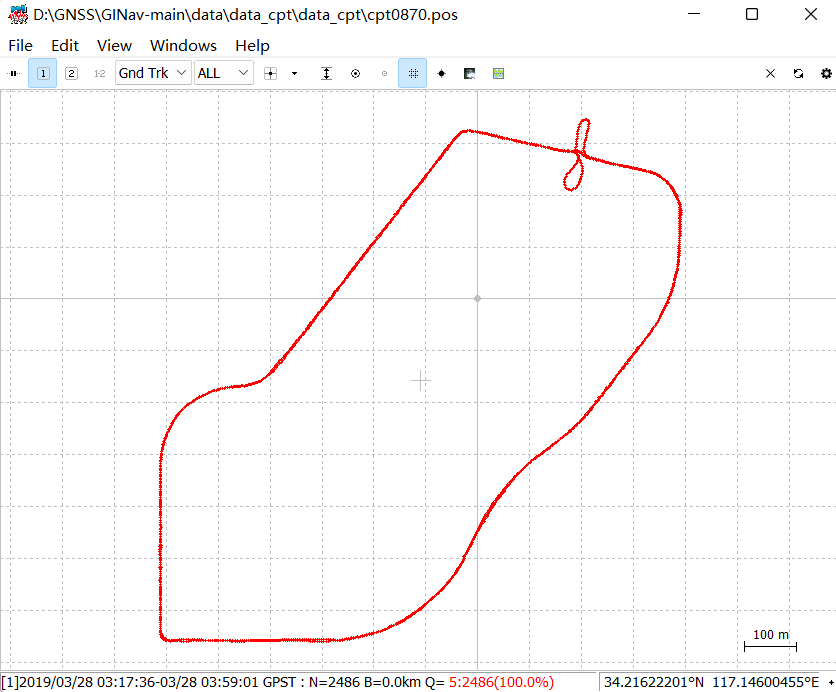 D:\GNSS\GINav-main\data\data_cpt\data_cpt\cpt0870.pos
File Edit View Windows Help
1 2 1-2 Gnd Trk ALL
100 m
[1]2019/03/28 03:17:36-03/28 03:59:01 GPST : N=2486 B=0.0km Q= 5:2486(100.0%) 34.21622201°N 117.14600455°E